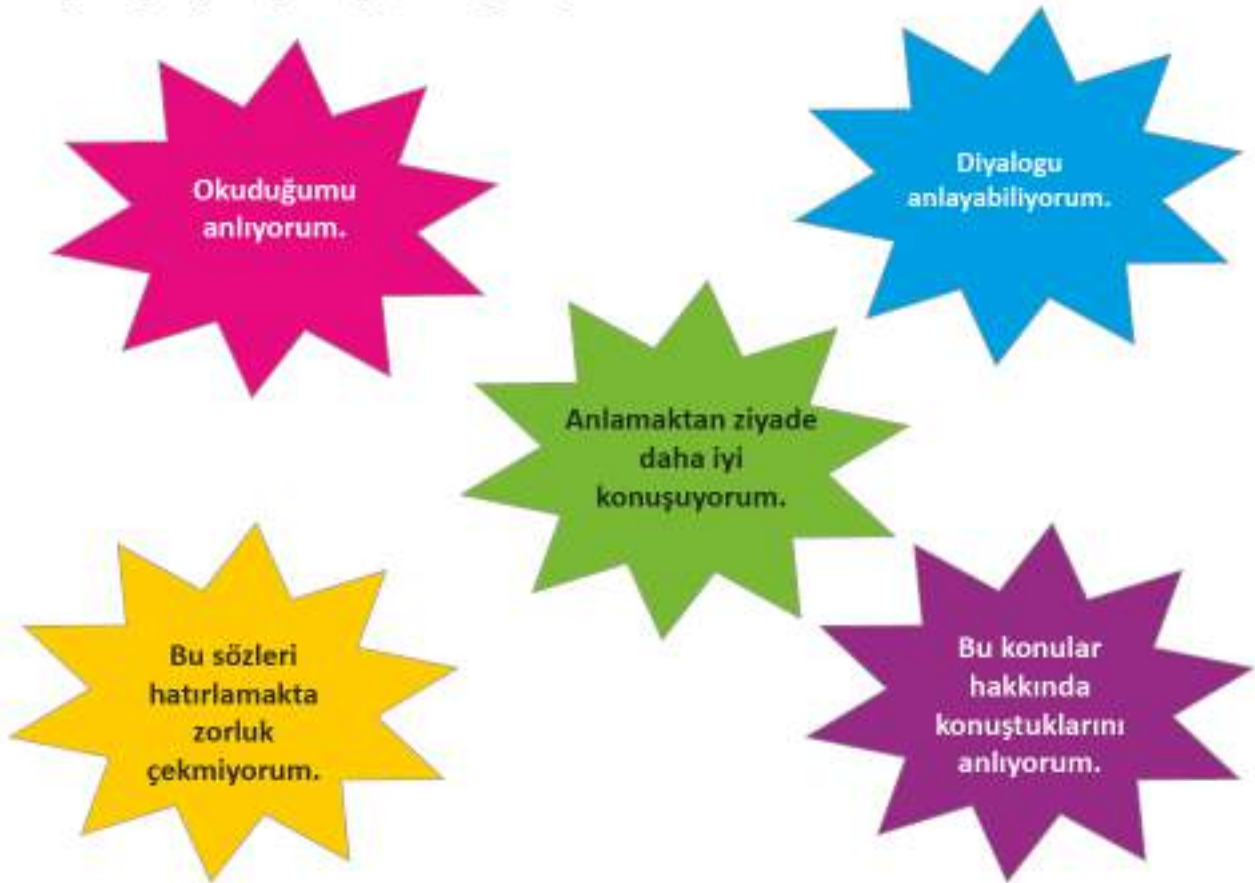 Okuduğumu
anlıyorum.
Diyalogu
anlayabiliyorum.
Anlamaktan ziyade
daha iyi
konuşuyorum.
Bu sözleri
hatırlamakta
zorluk
çekmiyorum.
Bu konular
hakkında
konuştuklarını
anlıyorum.